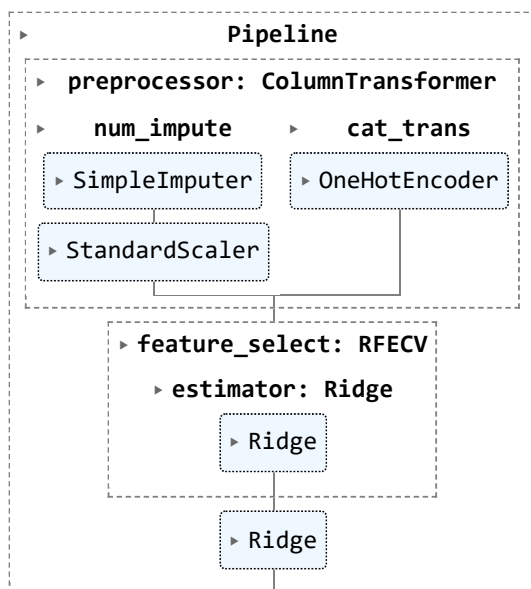 Pipeline
preprocessor: ColumnTransformer
num_impute cat_trans
SimpleImputer OneHotEncoder
StandardScaler
feature_select: RFECV
estimator: Ridge
Ridge
Ridge